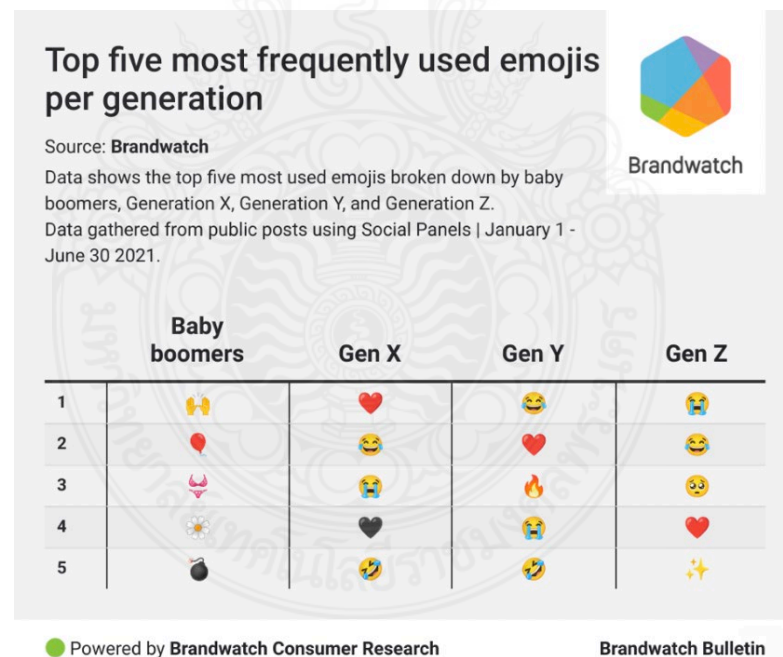 Top five most frequently used emojis
per generation
Brandwatch
Source: Brandwatch
Data shows the top five most used emojis broken down by baby
boomers, Generation X, Generation Y, and Generation Z.
Data gathered from public posts using Social Panels | January 1 -
June 30 2021.
Baby
boomers Gen X Gen Y Gen Z
1 🙌 ❤️ 😂 😭
2 🎈 😂 ❤️ 😂
3 👙 😭 🔥 🥺
4 🌼 🖤 😭 ❤️
5 💣 🤣 🤣 ✨
Powered by Brandwatch Consumer Research Brandwatch Bulletin